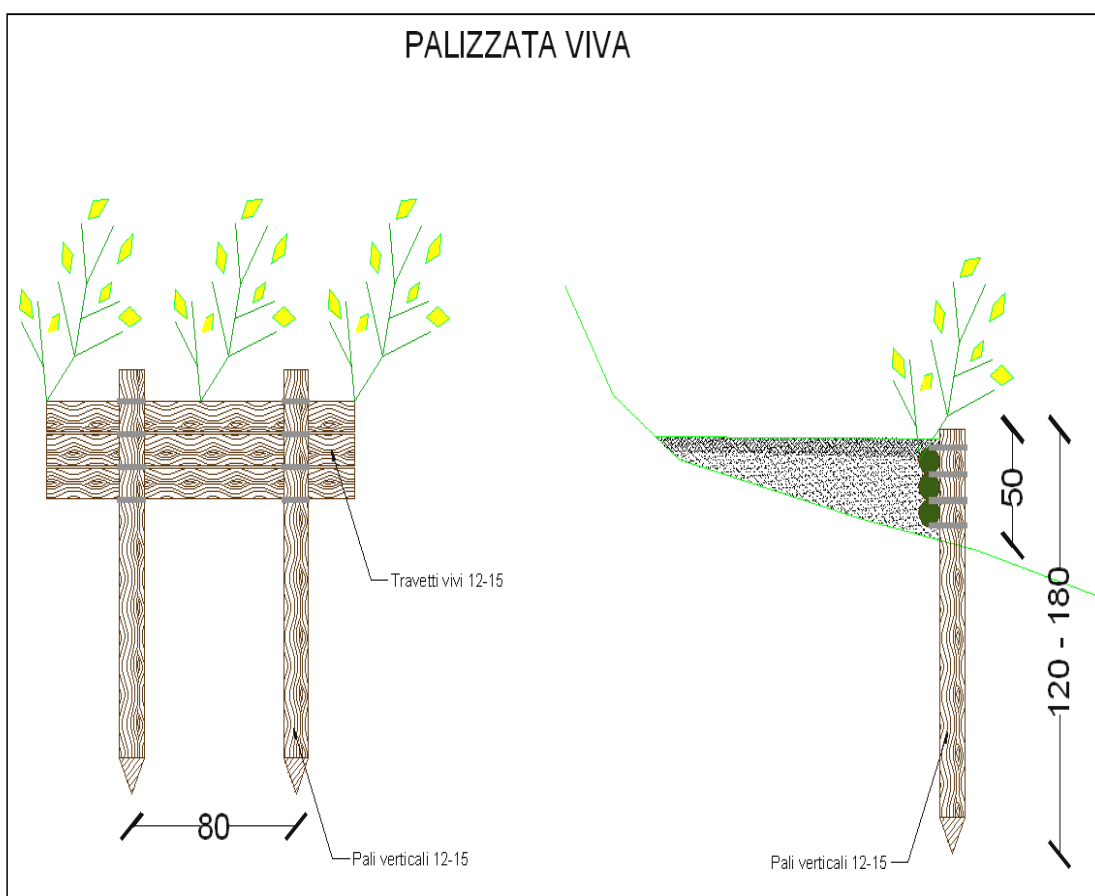 PALIZZATA VIVA
Travetti vivi 12-15
80
Pali verticali 12-15
50
120 - 180
Pali verticali 12-15